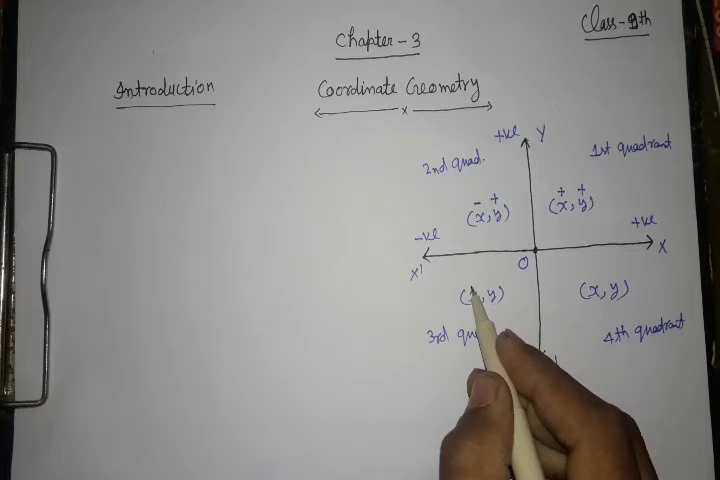 Class-9th
Chapter-3
Introduction
Coordinate Geometry
x
+ve Y
2nd quad.
1st quadrant
- +
(x, y)
+ +
(x, y)
-ve
+ve
X'
O
X
(x, y)
(x, y)
3rd
4th quadrant